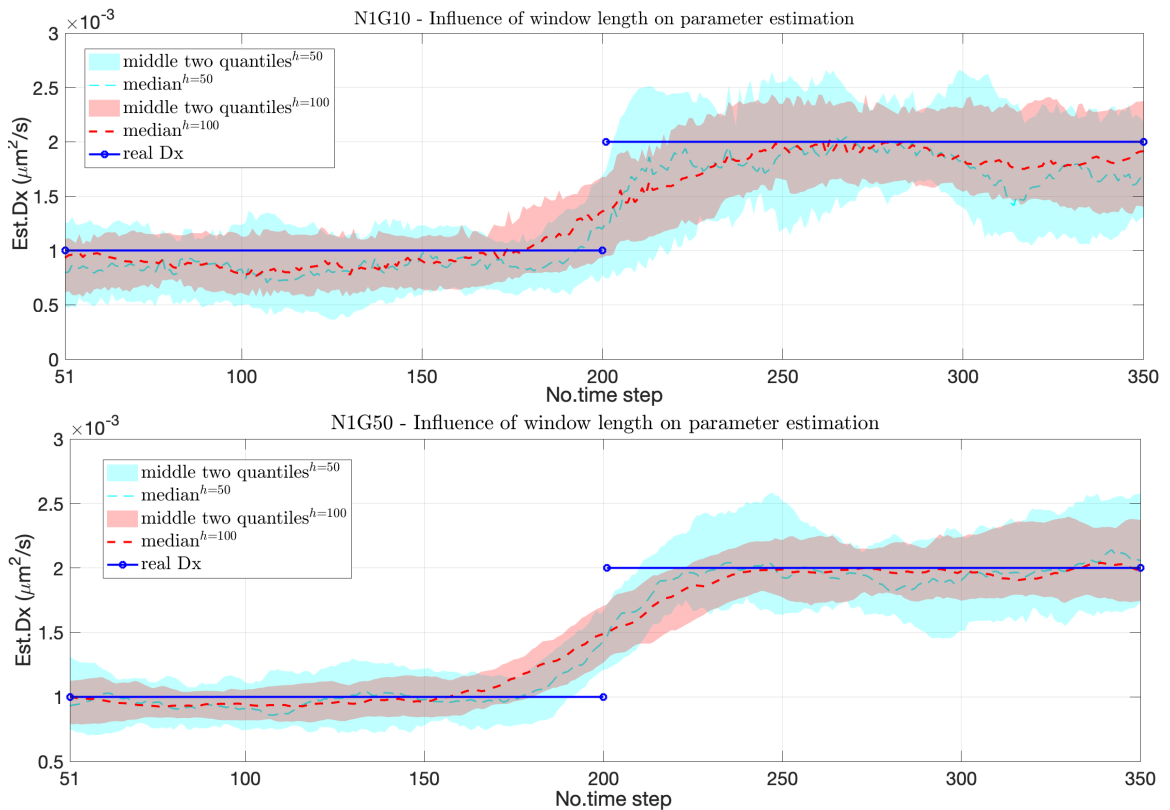 N1G10 - Influence of window length on parameter estimation
×10⁻³
3
2.5
2
1.5
1
0.5
0
Est.Dx (μm²/s)
middle two quantiles^{h=50}
median^{h=50}
middle two quantiles^{h=100}
median^{h=100}
real Dx
51 100 150 200 250 300 350
No.time step
N1G50 - Influence of window length on parameter estimation
×10⁻³
3
2.5
2
1.5
1
0.5
Est.Dx (μm²/s)
middle two quantiles^{h=50}
median^{h=50}
middle two quantiles^{h=100}
median^{h=100}
real Dx
51 100 150 200 250 300 350
No.time step